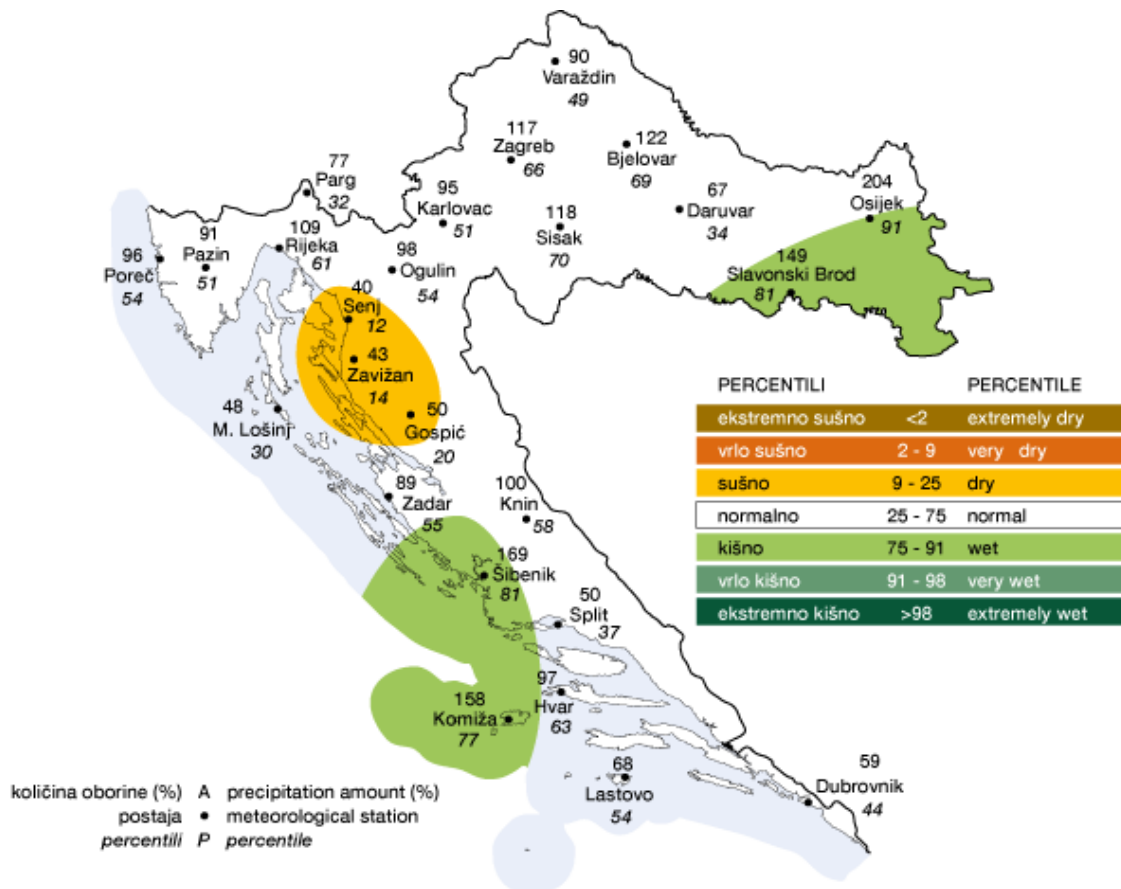 90
Varaždin
49
117
Zagreb
66
122
Bjelovar
69
77
Parg
32
95
Karlovac
51
67
Daruvar
34
204
Osijek
91
118
Sisak
70
109
Rijeka
61
91
Pazin
51
96
Poreč
54
98
Ogulin
54
149
Slavonski Brod
81
40
Senj
12
43
Zavižan
14
50
Gospić
20
48
M. Lošinj
30
89
Zadar
55
100
Knin
58
169
Šibenik
81
50
Split
37
97
Hvar
63
158
Komiža
77
68
Lastovo
54
59
Dubrovnik
44
PERCENTILI PERCENTILE
ekstremno sušno <2 extremely dry
vrlo sušno 2 - 9 very dry
sušno 9 - 25 dry
normalno 25 - 75 normal
kišno 75 - 91 wet
vrlo kišno 91 - 98 very wet
ekstremno kišno >98 extremely wet
količina oborine (%) A precipitation amount (%)
postaja • meteorological station
percentili P percentile